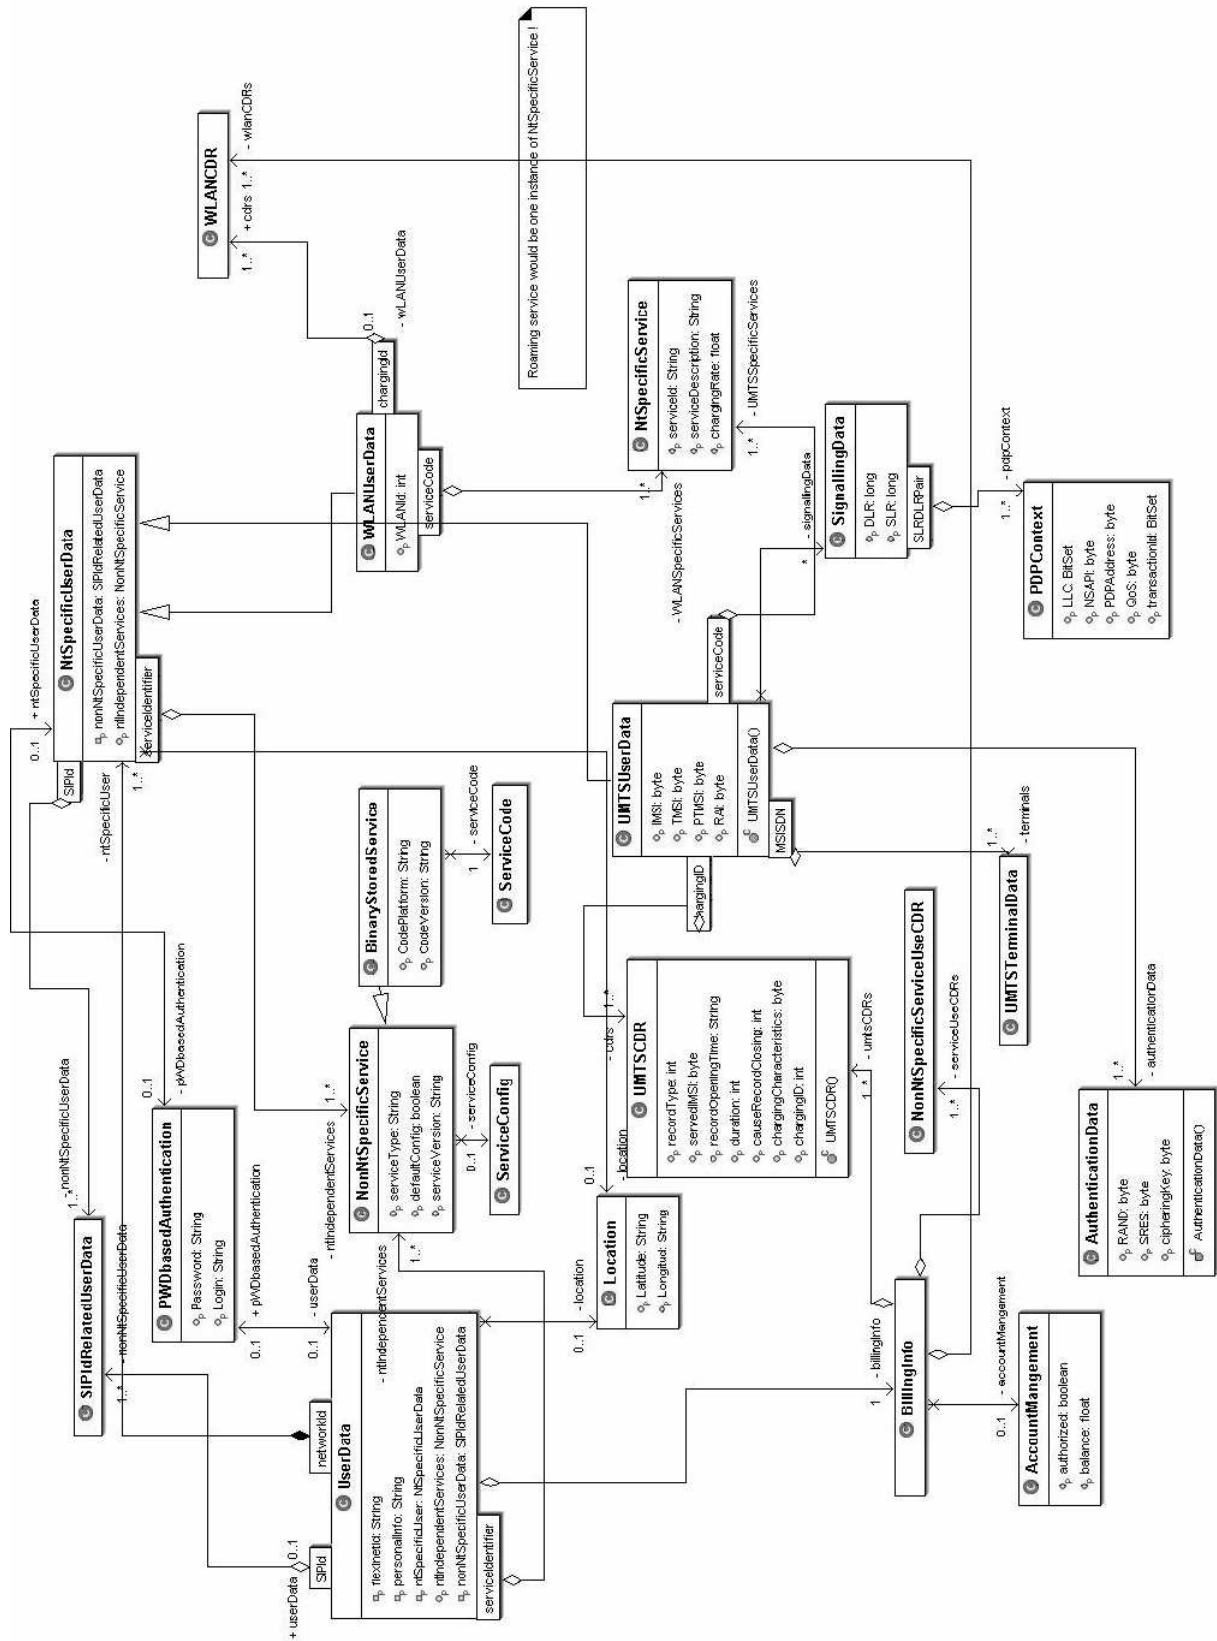 + userData
0..1
SIPId
networkId
C UserData
flexinetId: String
personalInfo: String
ntSpecificUser: NtSpecificUserData
ntIndependentServices: NonNtSpecificService
nonNtSpecificUserData: SIPIdRelatedUserData
serviceIdentifier
C SIPIdRelatedUserData
1..*
- nonNtSpecificUserData
1..*
- nonNtSpecificUserData
C PWDbasedAuthentication
Password: String
Login: String
0..1
- pWDbasedAuthentication
0..1
+ pWDbasedAuthentication
0..1
- userData
0..1
+ ntSpecificUserData
C NtSpecificUserData
nonNtSpecificUserData: SIPIdRelatedUserData
ntIndependentServices: NonNtSpecificService
SIPId
serviceIdentifier
- ntSpecificUser
1..*
C WLANCDR
1..*
+ cdrs
1..*
- wlanCDRs
C WLANUserData
WLANId: int
chargingId
serviceCode
0..1
- wLANUserData
Roaming service would be one instance of NtSpecificService !
C NtSpecificService
serviceId: String
serviceDescription: String
chargingRate: float
1..*
- WLANSpecificServices
1..*
- UMTSSpecificServices
C NonNtSpecificService
serviceType: String
defaultConfig: boolean
serviceVersion: String
1..*
- ntIndependentServices
1..*
- ntIndependentServices
C BinaryStoredService
CodePlatform: String
CodeVersion: String
1
- serviceCode
C ServiceCode
0..1
- serviceConfig
C ServiceConfig
C Location
Latitude: String
Longitud: String
0..1
- location
0..1
- location
C UMTSCDR
recordType: int
servedIMSI: byte
recordOpeningTime: String
duration: int
causeRecordClosing: int
chargingCharacteristics: byte
chargingID: int
UMTSCDR()
- cdrs
1..*
1..*
- umtsCDRs
C UMTSUserData
IMSI: byte
TMSI: byte
PTMSI: byte
RAI: byte
UMTSUserData()
hargingID
serviceCode
MSISDN
C SignallingData
DLR: long
SLR: long
SLRDLRPair
*
- signallingData
C PDPContext
LLC: BitSet
NSAPI: byte
PDPAddress: byte
QoS: byte
transactionId: BitSet
1..*
- pdpContext
C BillingInfo
1
- billingInfo
C NonNtSpecificServiceUseCDR
1..*
- serviceUseCDRs
C UMTSTerminalData
1..*
- terminals
C AccountMangement
authorized: boolean
balance: float
0..1
- accountMangement
C AuthenticationData
RAND: byte
SRES: byte
cipheringKey: byte
AuthenticationData()
1..*
- authenticationData